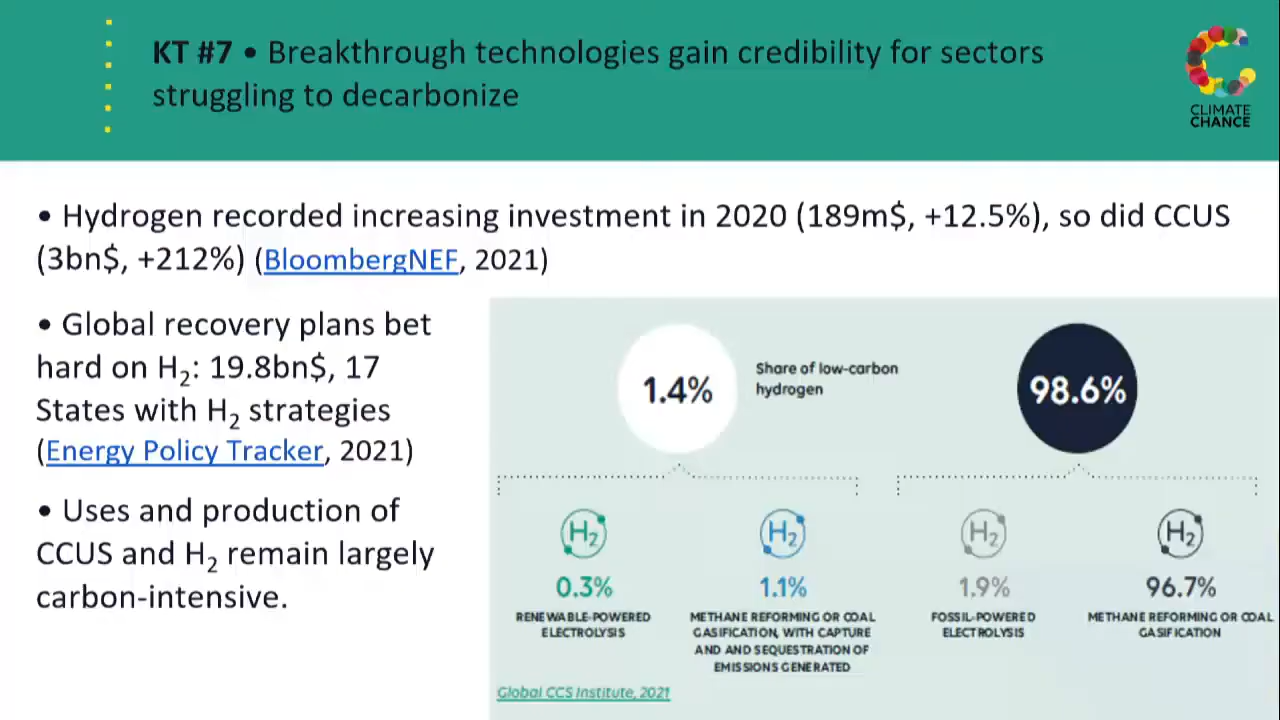 KT #7 • Breakthrough technologies gain credibility for sectors
struggling to decarbonize
CLIMATE
CHANCE
• Hydrogen recorded increasing investment in 2020 (189m$, +12.5%), so did CCUS
(3bn$, +212%) (BloombergNEF, 2021)
• Global recovery plans bet
hard on H₂: 19.8bn$, 17
States with H₂ strategies
(Energy Policy Tracker, 2021)
• Uses and production of
CCUS and H₂ remain largely
carbon-intensive.
1.4%
Share of low-carbon
hydrogen
98.6%
H₂
0.3%
RENEWABLE-POWERED
ELECTROLYSIS
H₂
1.1%
METHANE REFORMING OR COAL
GASIFICATION, WITH CAPTURE
AND AND SEQUESTRATION OF
EMISSIONS GENERATED
H₂
1.9%
FOSSIL-POWERED
ELECTROLYSIS
H₂
96.7%
METHANE REFORMING OR COAL
GASIFICATION
Global CCS Institute, 2021